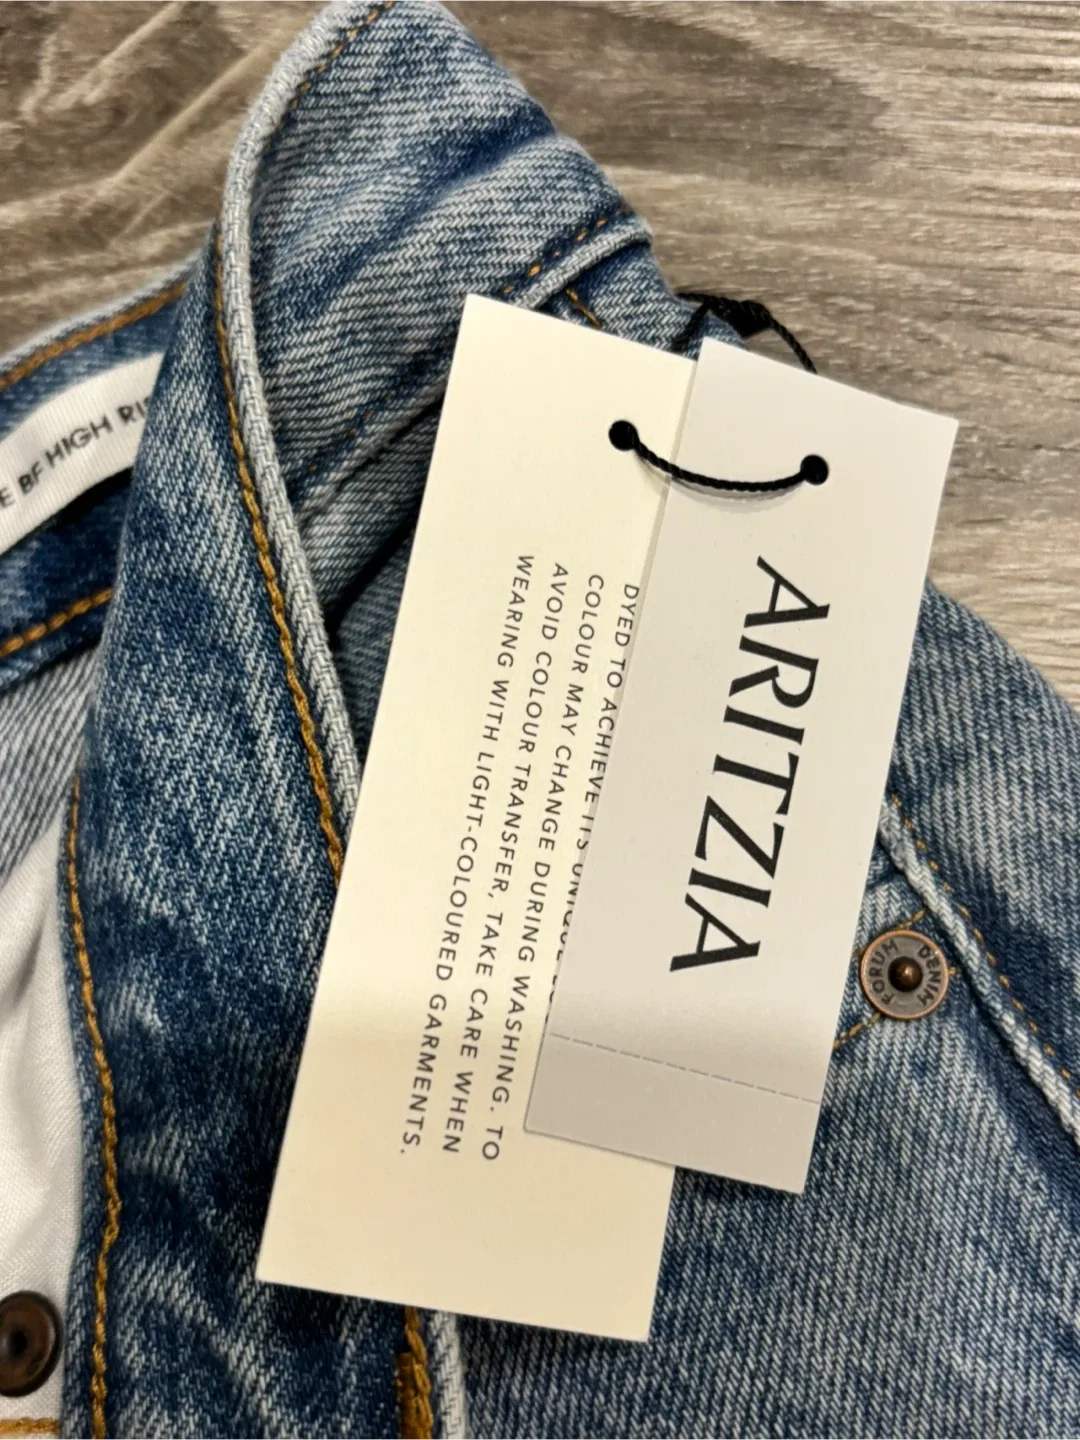 E BF HIGH
DYED TO ACHIEVE ITS UNIQUE
COLOUR MAY CHANGE DURING WASHING. TO
AVOID COLOUR TRANSFER, TAKE CARE WHEN
WEARING WITH LIGHT-COLOURED GARMENTS.
ARITZIA
FORUM DENIM